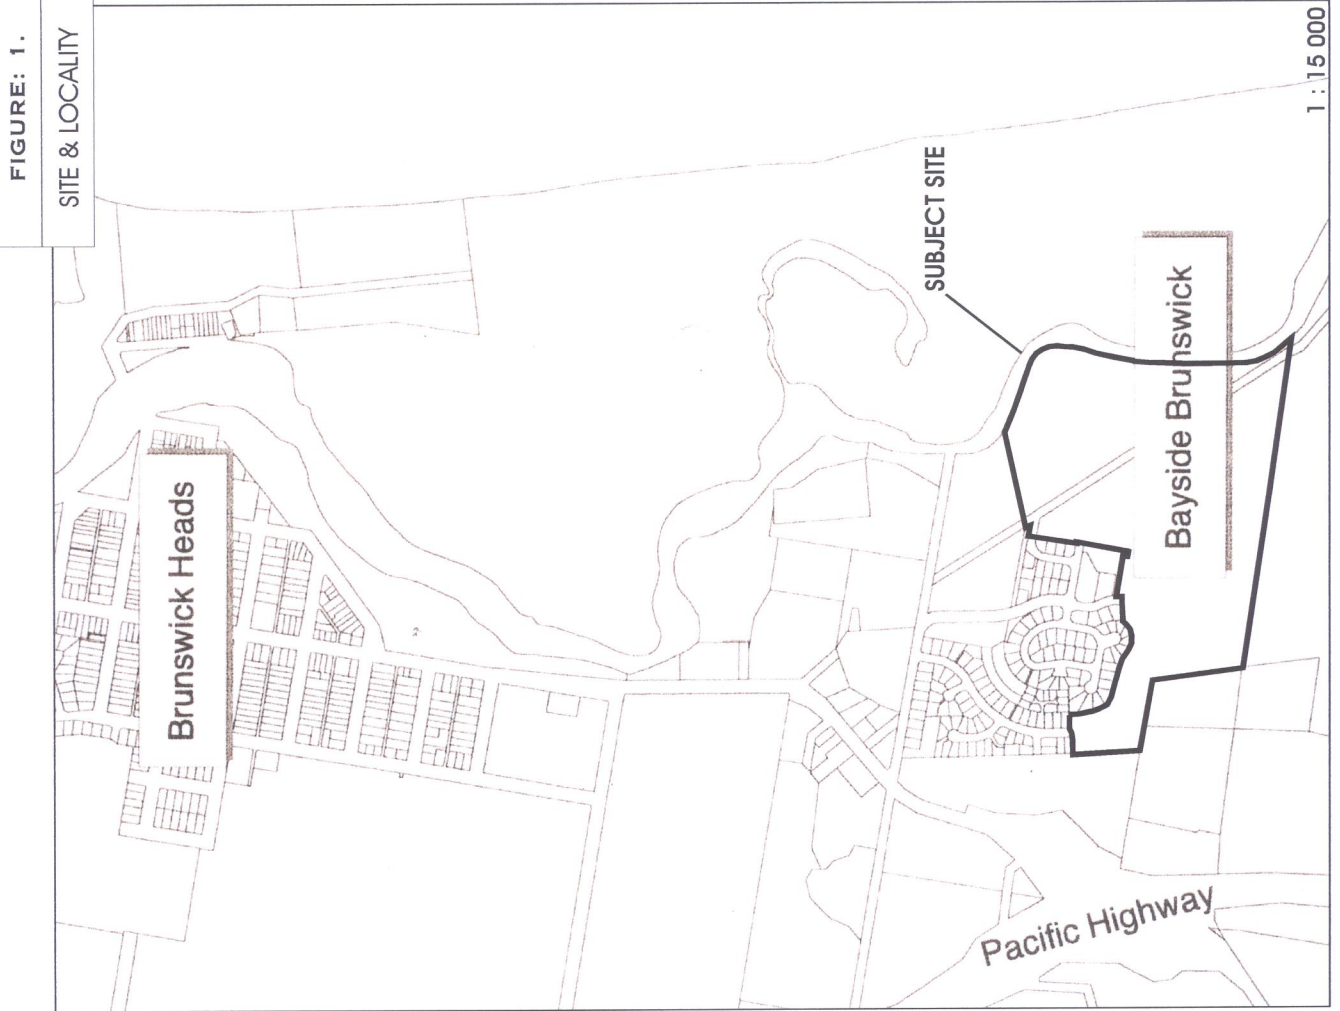 FIGURE: 1.
SITE & LOCALITY
Brunswick Heads
SUBJECT SITE
Bayside Brunswick
Pacific Highway
1 : 15 000